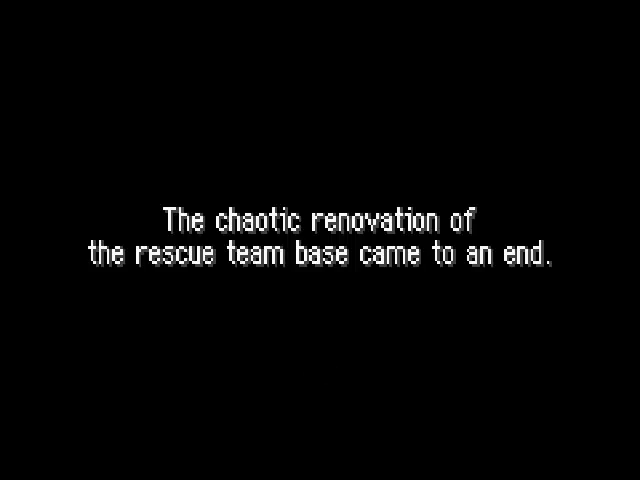 The chaotic renovation of
the rescue team base came to an end.